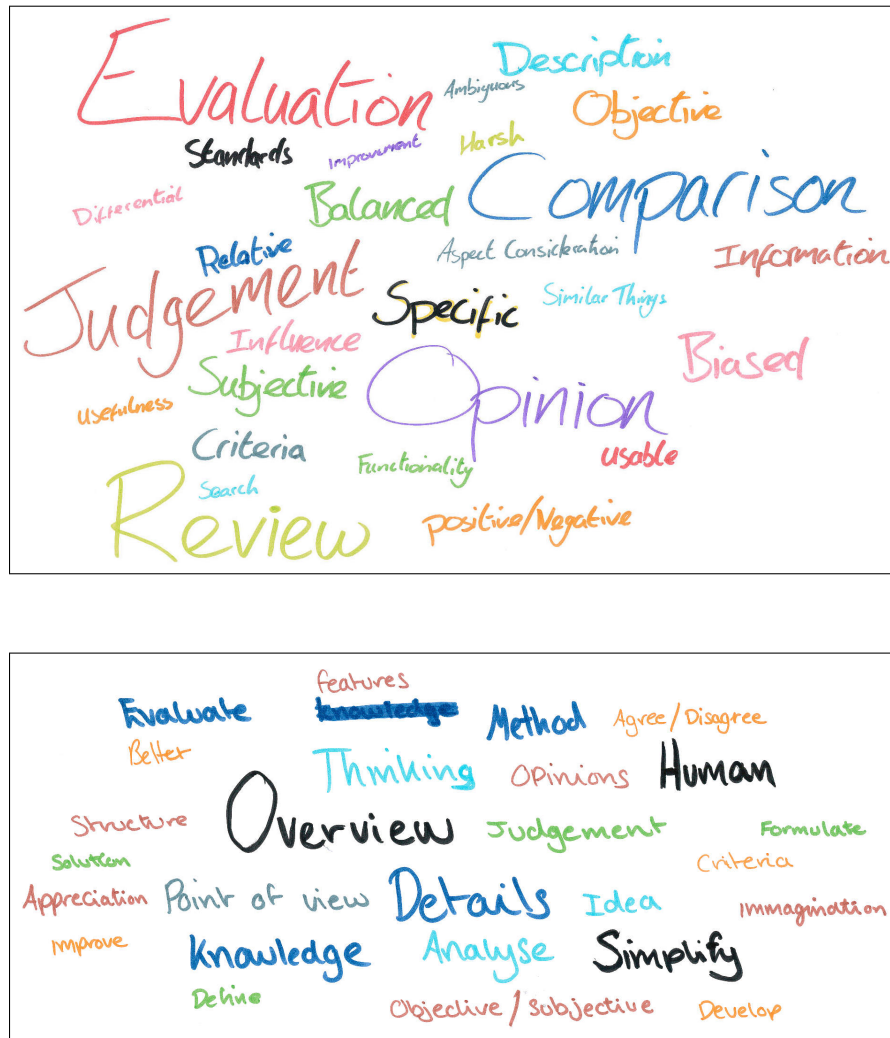 Evaluation
Description
Ambiguous
Objective
Standards
Improvement
Harsh
Differential
Balanced
Comparison
Relative
Aspect Consideration
Information
Judgement
Specific
Similar Things
Influence
Biased
Subjective
Opinion
Usefulness
Criteria
Functionality
usable
Search
Review
positive/Negative
features
Evaluate
knowledge
Method
Agree/Disagree
Better
Thinking
Opinions
Human
Structure
Overview
Judgement
Formulate
Solution
Criteria
Appreciation
Point of view
Details
Idea
Immagination
Improve
Knowledge
Analyse
Simplify
Define
Objective/Subjective
Develop